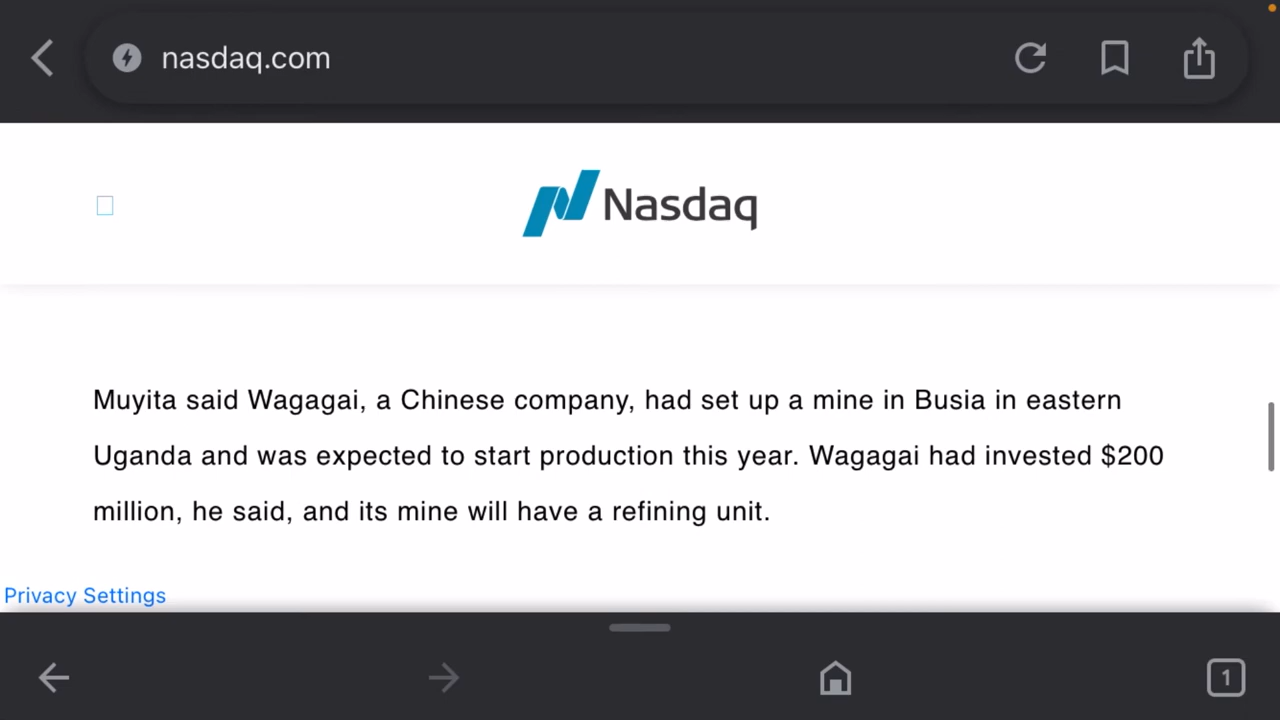 nasdaq.com
Nasdaq
Muyita said Wagagai, a Chinese company, had set up a mine in Busia in eastern
Uganda and was expected to start production this year. Wagagai had invested $200
million, he said, and its mine will have a refining unit.
Privacy Settings
1